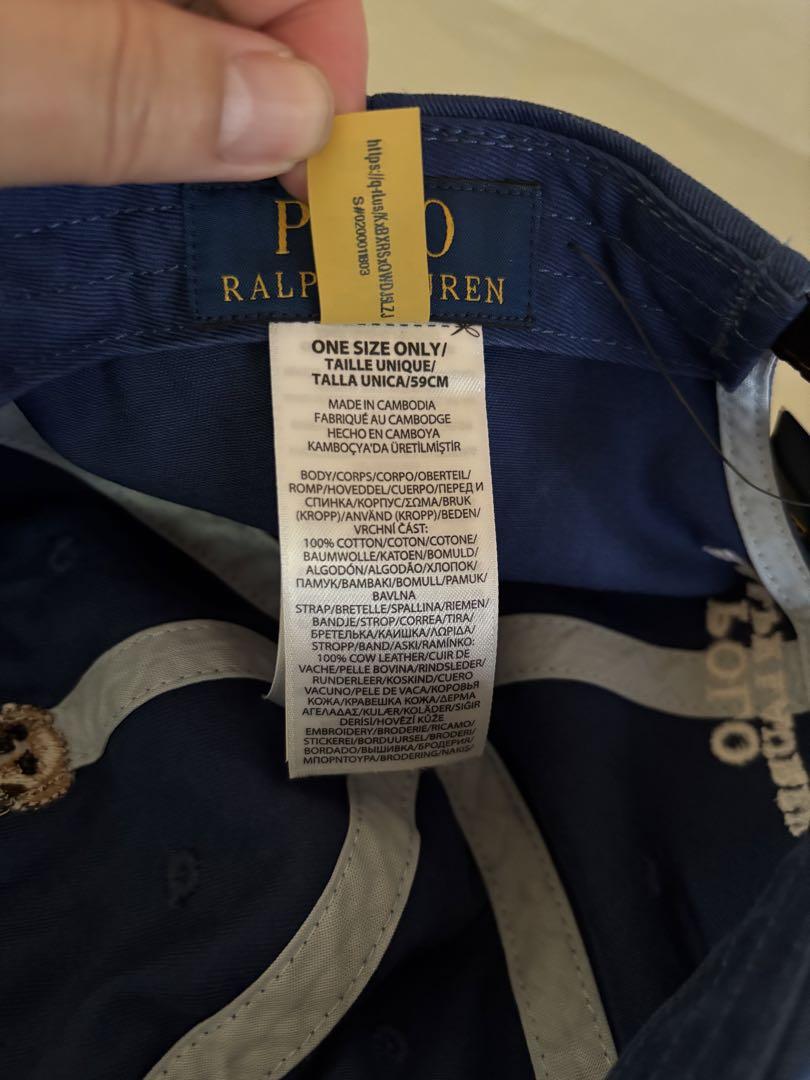 https://q-r.lus/KxBXRSxQWDJ9LZJ
S#0200011803
P O
RALP UREN
ONE SIZE ONLY/
TAILLE UNIQUE/
TALLA UNICA/59CM
MADE IN CAMBODIA
FABRIQUÉ AU CAMBODGE
HECHO EN CAMBOYA
KAMBOÇYA'DA ÜRETİLMİŞTİR
BODY/CORPS/CORPO/OBERTEIL/
ROMP/HOVEDDEL/CUERPO/ПЕРЕД И
СПИНКА/КОРПУС/ΣΩΜΑ/BRUK
(KROPP)/ANVÄND (KROPP)/BEDEN/
VRCHNÍ ČÁST:
100% COTTON/COTON/COTONE/
BAUMWOLLE/KATOEN/BOMULD/
ALGODÓN/ALGODÃO/ХЛОПОК/
ПАМУК/ΒΑΜΒΑΚΙ/BOMULL/PAMUK/
BAVLNA
STRAP/BRETELLE/SPALLINA/RIEMEN/
BANDJE/STROP/CORREA/TIRA/
БРЕТЕЛЬКА/КАИШКА/ΛΩΡΙΔΑ/
STROPP/BAND/ASKI/RAMÍNKO:
100% COW LEATHER/CUIR DE
VACHE/PELLE BOVINA/RINDSLEDER/
RUNDERLEER/KOSKIND/CUERO
VACUNO/PELE DE VACA/КОРОВЬЯ
КОЖА/КРАВЕШКА КОЖА/ΔΕΡΜΑ
ΑΓΕΛΑΔΑΣ/KULÆR/KOLÄDER/SIĞIR
DERİSİ/HOVĚZÍ KŮŽE
EMBROIDERY/BRODERIE/RICAMO/
STICKEREI/BORDUURSEL/BRODERI/
BORDADO/ВЫШИВКА/БРОДЕРИЯ/
ΜΠΟΡΝΤΟΥΡΑ/BRODERING/NAKIŞ/